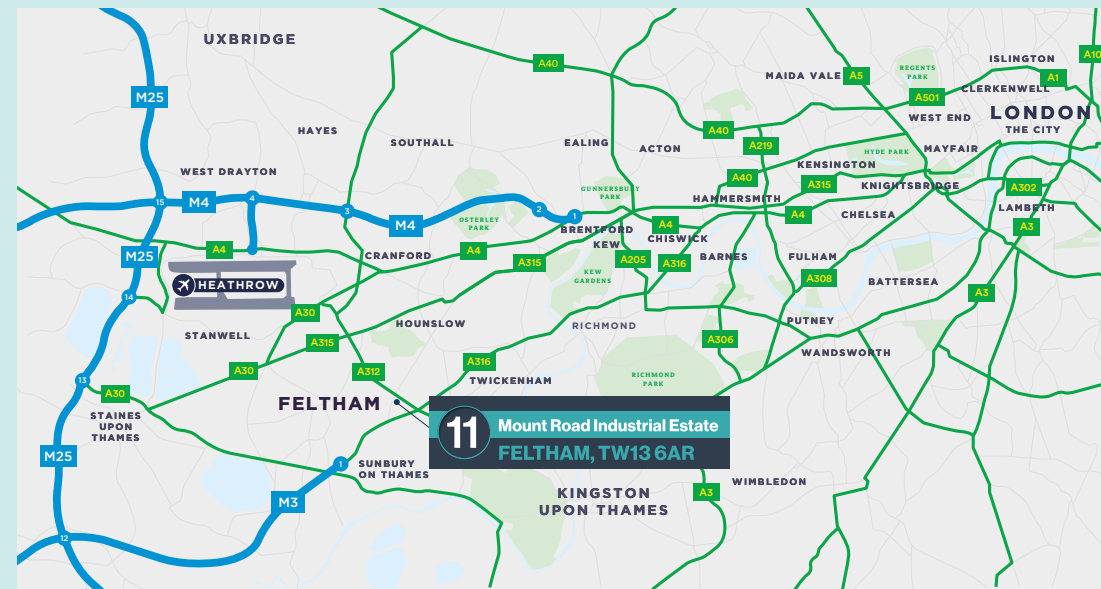 UXBRIDGE
A40
MAIDA VALE
A5
REGENTS
PARK
ISLINGTON
A1
A10
M25
A501
CLERKENWELL
WEST END
LONDON
THE CITY
HAYES
SOUTHALL
EALING
ACTON
A40
A219
HYDE PARK
MAYFAIR
WEST DRAYTON
KENSINGTON
A40
A315
KNIGHTSBRIDGE
A302
15
M4
4
3
M4
2
1
GUNNERSBURY
PARK
HAMMERSMITH
A4
CHELSEA
LAMBETH
A3
OSTERLEY
PARK
BRENTFORD
A4
CHISWICK
KEW
M25
A4
CRANFORD
A4
A315
A205
A316
BARNES
FULHAM
KEW
GARDENS
A308
BATTERSEA
HEATHROW
14
A3
A30
HOUNSLOW
RICHMOND
PUTNEY
STANWELL
A315
A306
WANDSWORTH
A316
A30
A312
TWICKENHAM
RICHMOND
PARK
13
A30
FELTHAM
STAINES
UPON
THAMES
11
Mount Road Industrial Estate
FELTHAM, TW13 6AR
M25
1
SUNBURY
ON THAMES
M3
KINGSTON
UPON THAMES
A3
WIMBLEDON
12